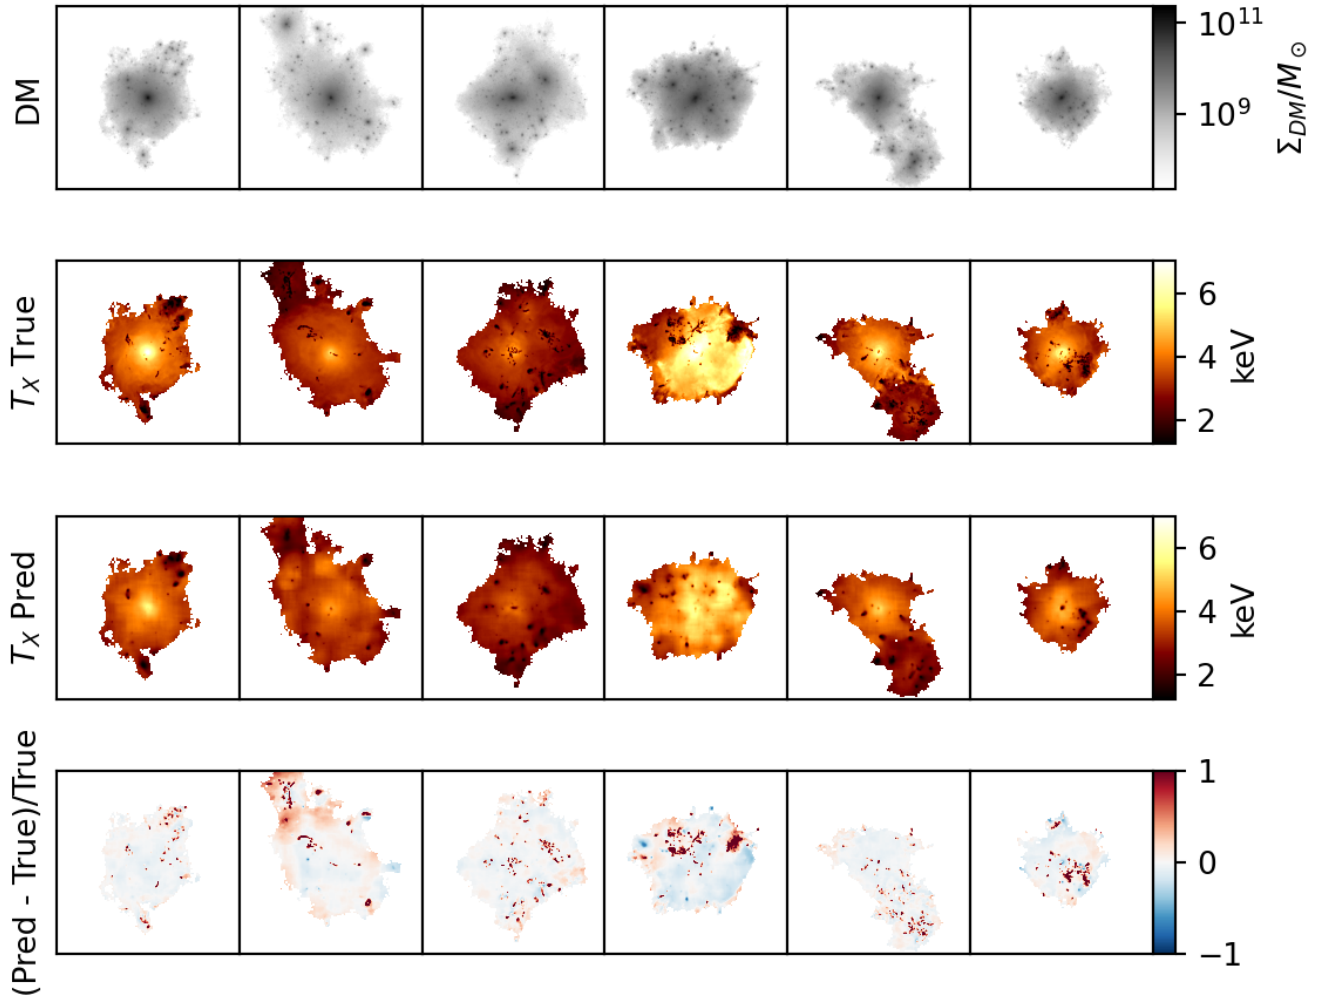 DM
10¹¹
10⁹
Σ_DM/M_⊙
T_X True
6
4
2
keV
T_X Pred
6
4
2
keV
(Pred - True)/True
1
0
−1